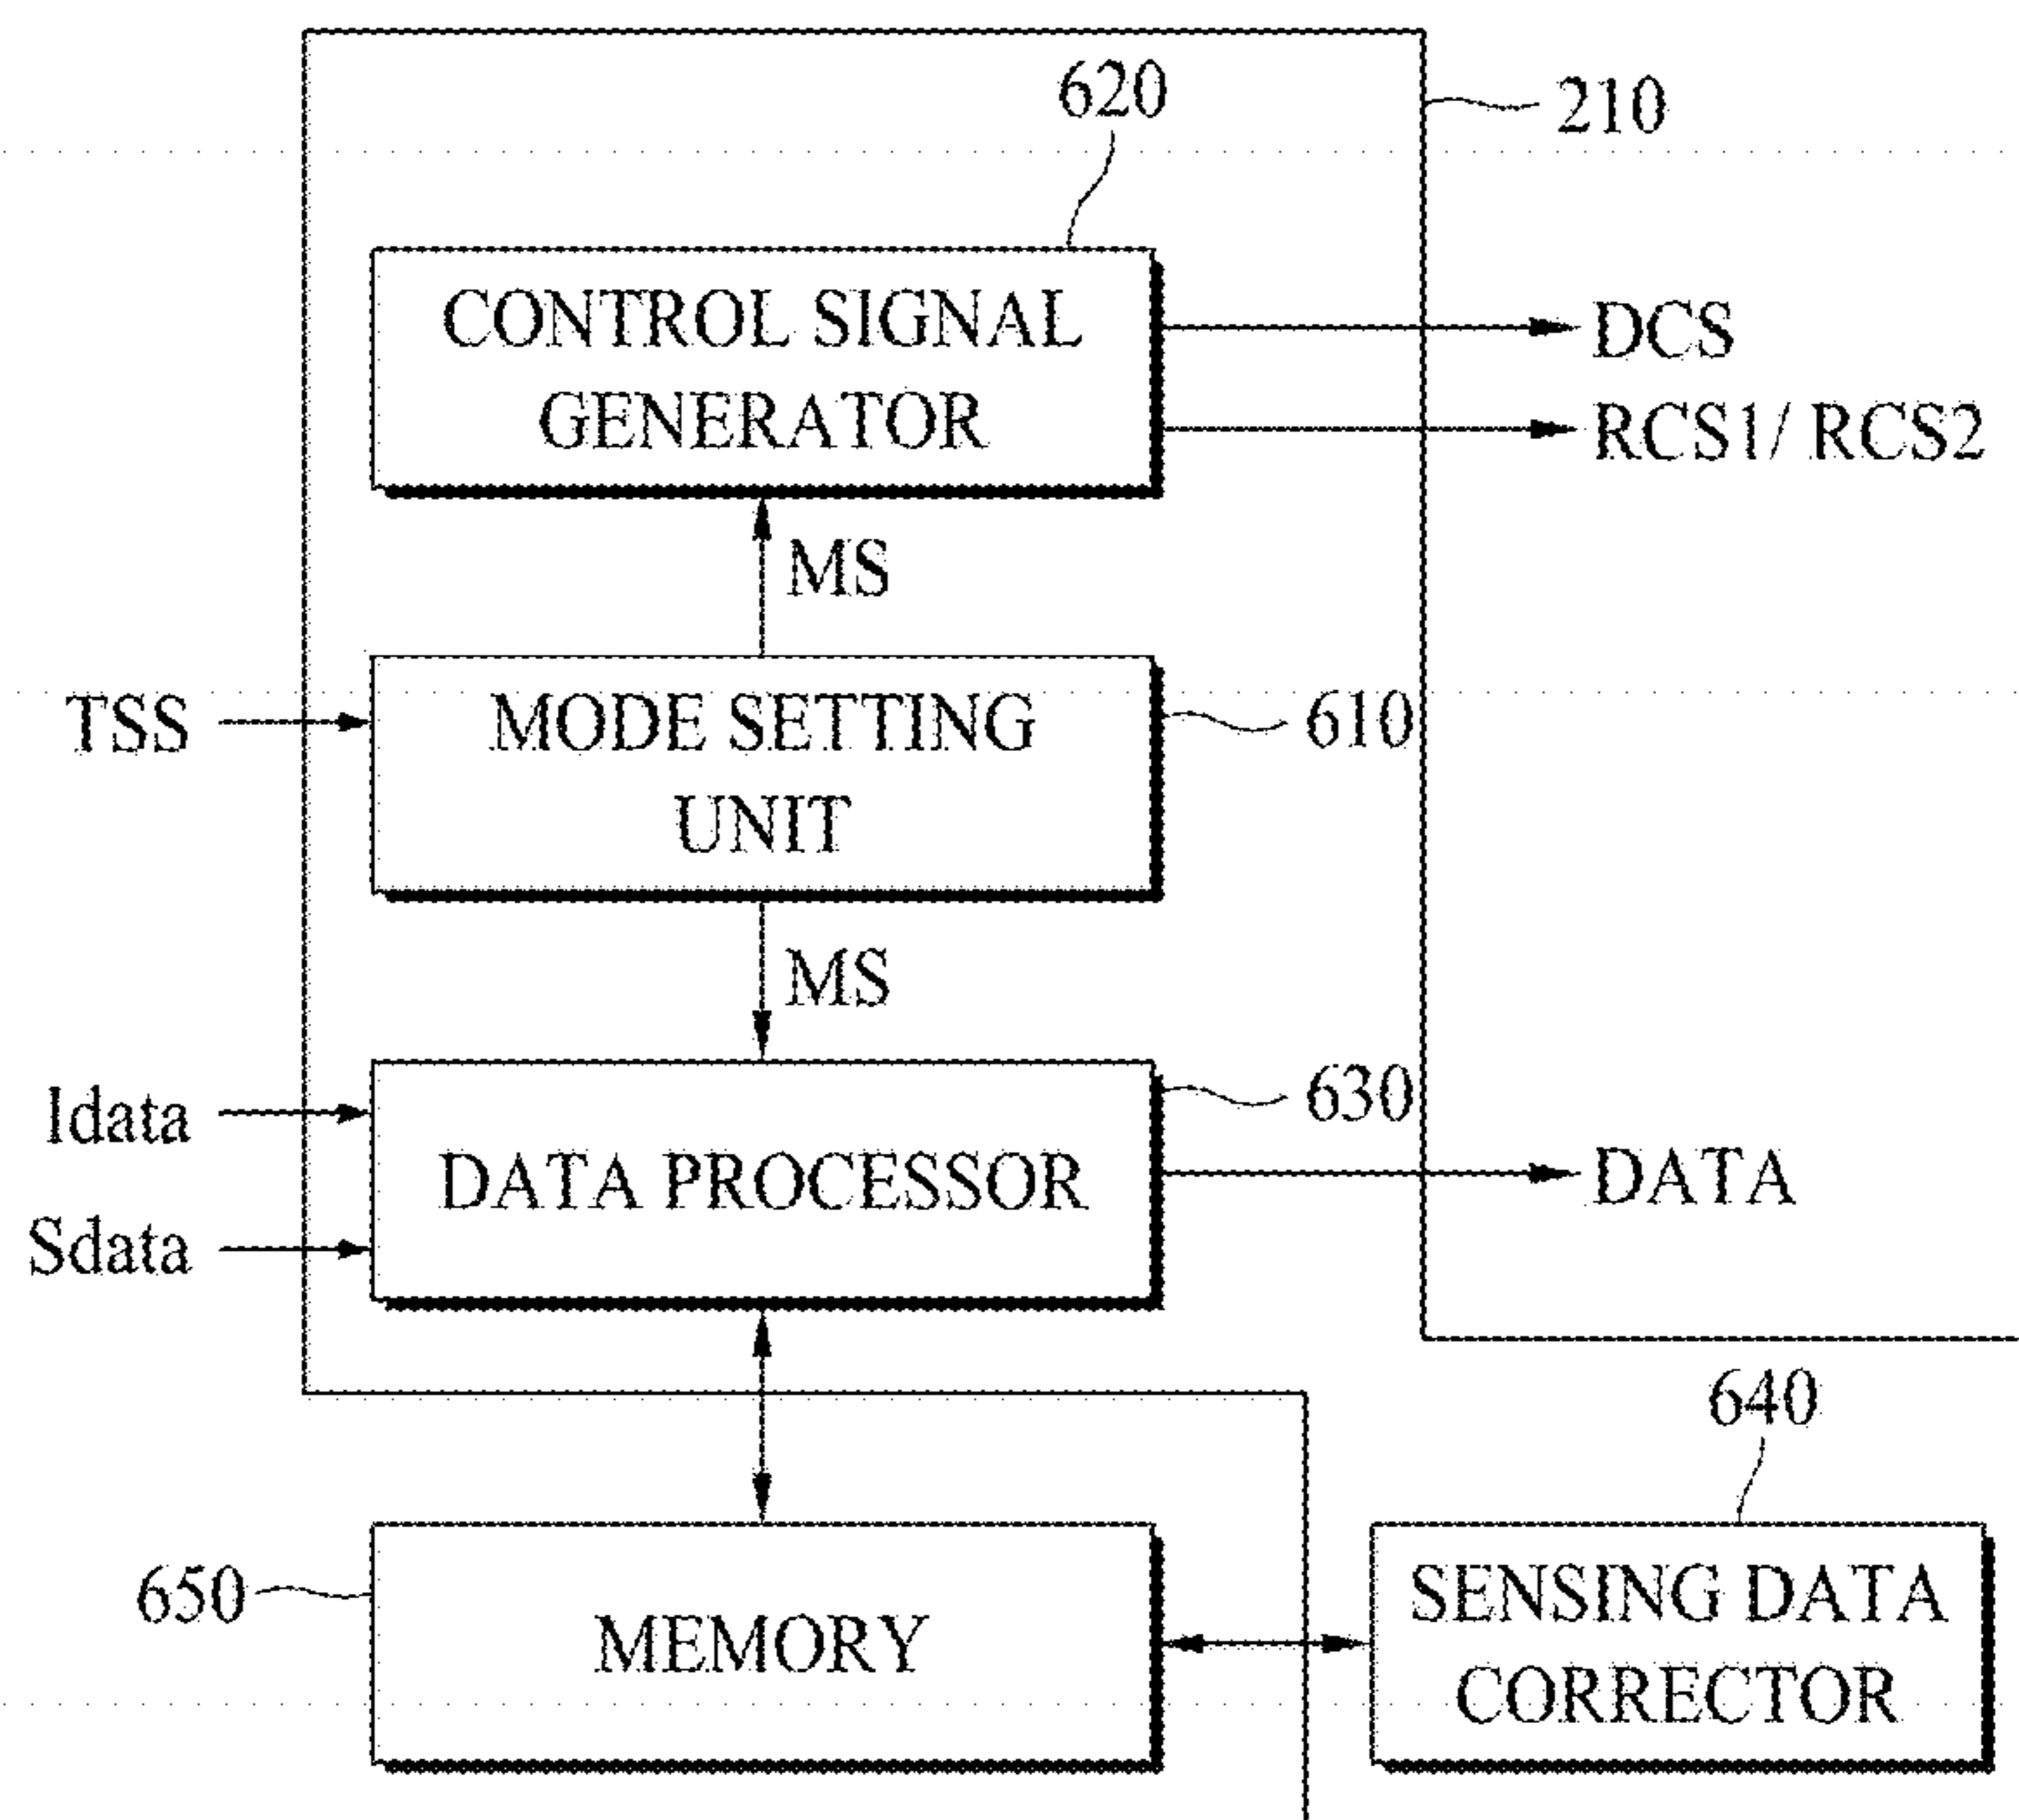 620
210
CONTROL SIGNAL
GENERATOR
DCS
RCS1/ RCS2
MS
TSS
MODE SETTING
UNIT
610
MS
Idata
Sdata
DATA PROCESSOR
630
DATA
640
650
MEMORY
SENSING DATA
CORRECTOR